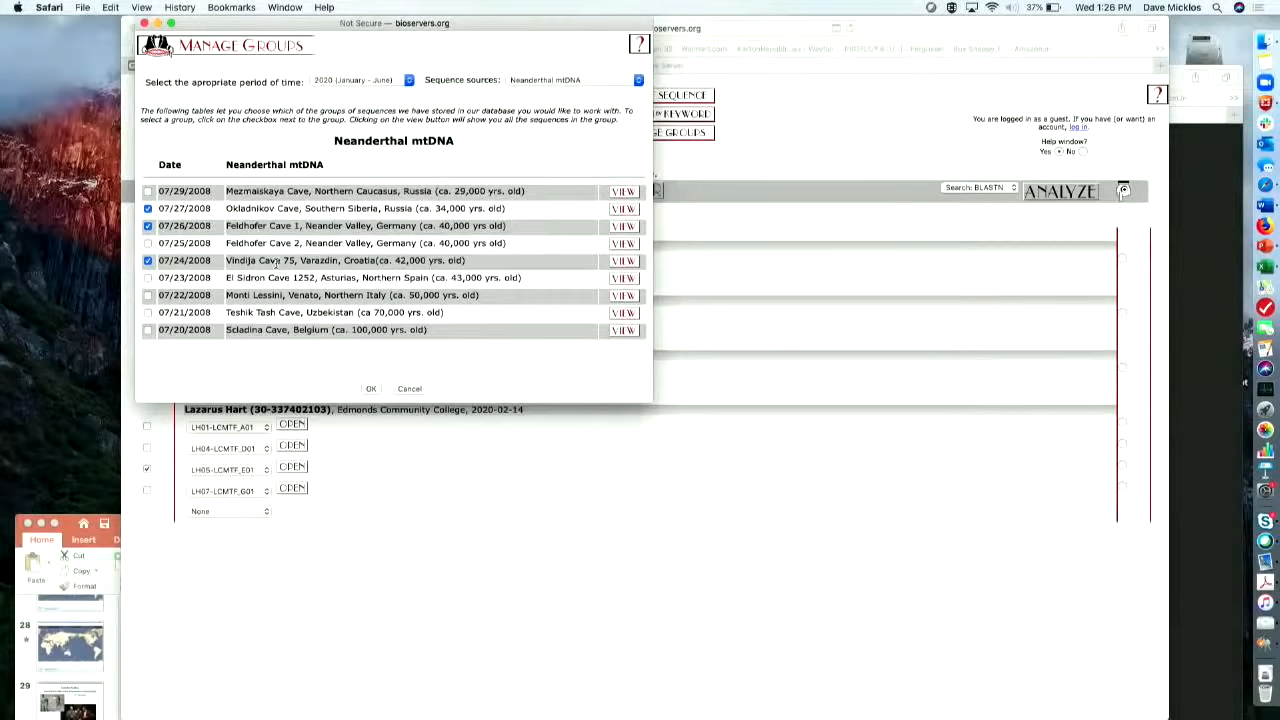 Safari File Edit View History Bookmarks Window Help
37% Wed 1:26 PM Dave Micklos
Not Secure — bioservers.org
MANAGE GROUPS
?
Select the apropriate period of time: 2020 (January - June) Sequence sources: Neanderthal mtDNA
The following tables let you choose which of the groups of sequences we have stored in our database you would like to work with. To
select a group, click on the checkbox next to the group. Clicking on the view button will show you all the sequences in the group.
Neanderthal mtDNA
Date Neanderthal mtDNA
07/29/2008 Mezmaiskaya Cave, Northern Caucasus, Russia (ca. 29,000 yrs. old) VIEW
07/27/2008 Okladnikov Cave, Southern Siberia, Russia (ca. 34,000 yrs. old) VIEW
07/26/2008 Feldhofer Cave 1, Neander Valley, Germany (ca. 40,000 yrs old) VIEW
07/25/2008 Feldhofer Cave 2, Neander Valley, Germany (ca. 40,000 yrs old) VIEW
07/24/2008 Vindija Cave 75, Varazdin, Croatia(ca. 42,000 yrs. old) VIEW
07/23/2008 El Sidron Cave 1252, Asturias, Northern Spain (ca. 43,000 yrs. old) VIEW
07/22/2008 Monti Lessini, Venato, Northern Italy (ca. 50,000 yrs. old) VIEW
07/21/2008 Teshik Tash Cave, Uzbekistan (ca 70,000 yrs. old) VIEW
07/20/2008 Scladina Cave, Belgium (ca. 100,000 yrs. old) VIEW
OK Cancel
oservers.org
SEQUENCE
KEYWORD
GE GROUPS
?
You are logged in as a guest. If you have (or want) an
account, log in.
Help window?
Yes No
Search: BLASTN ANALYZE
Lazarus Hart (30-337402103), Edmonds Community College, 2020-02-14
LH01-LCMTF_A01 OPEN
LH04-LCMTF_D01 OPEN
LH05-LCMTF_E01 OPEN
LH07-LCMTF_G01 OPEN
None
Home Insert D
Paste
Cut
Copy
Format
28
29